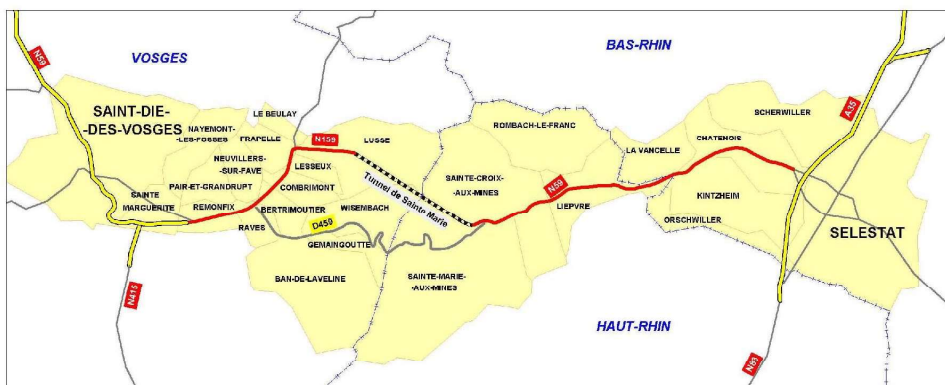 N59
VOSGES
BAS-RHIN
A35
SAINT-DIE-
-DES-VOSGES
LE BEULAY
NAYEMONT-
-LES-FOSSES
FRAPELLE
N159
LUSSE
ROMBACH-LE-FRANC
SCHERWILLER
CHATENOIS
LA VANCELLE
NEUVILLERS-
-SUR-FAVE
LESSEUX
PAIR-ET-GRANDRUPT
COMBRIMONT
Tunnel de Sainte Marie
SAINTE-CROIX
-AUX-MINES
N59
KINTZHEIM
SAINTE
MARGUERITE
REMONFIX
BERTRIMOUTIER
WISEMBACH
LIEPVRE
ORSCHWILLER
RAVES
D459
SELESTAT
GEMAINGOUTTE
BAN-DE-LAVELINE
SAINTE-MARIE-
-AUX-MINES
N415
HAUT-RHIN
N83